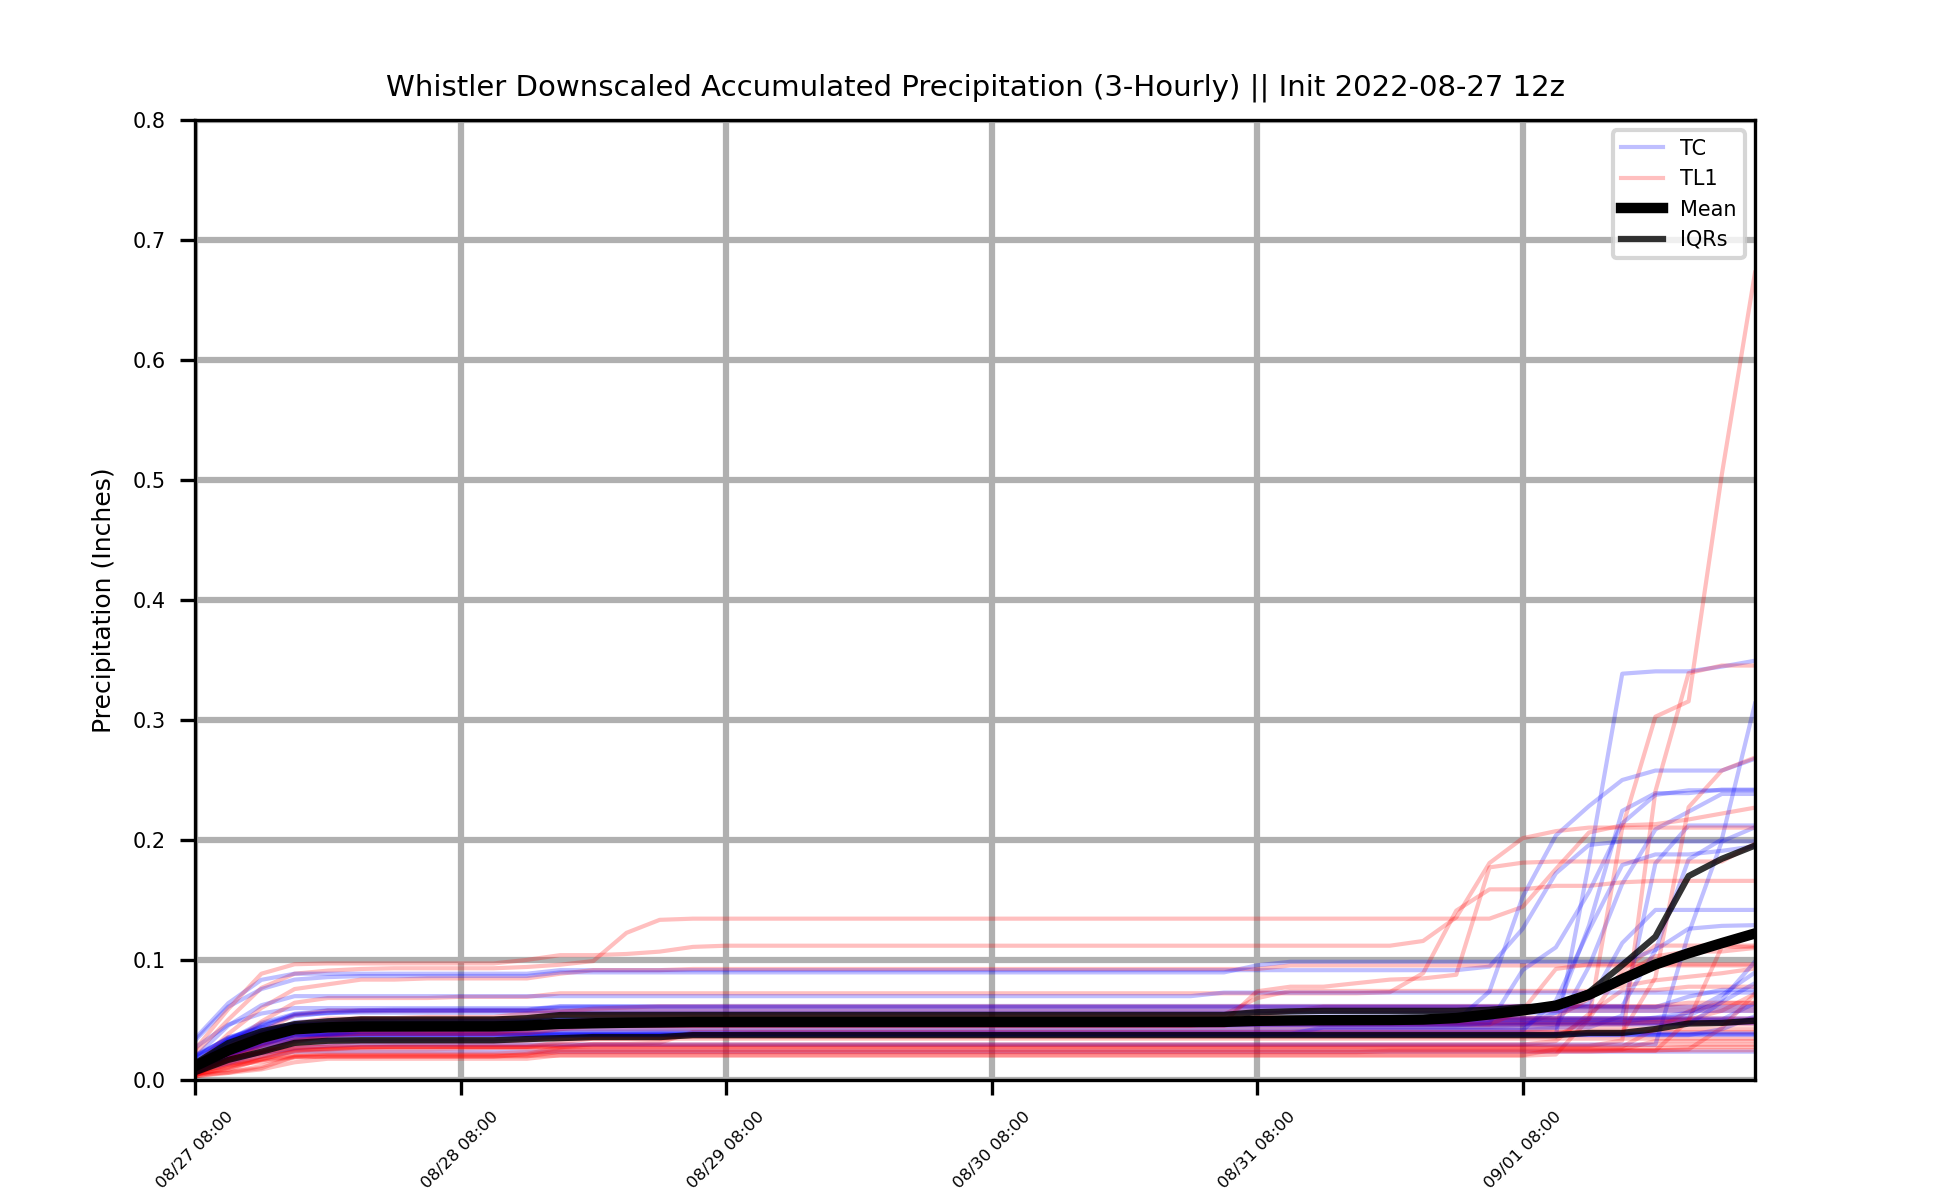 Whistler Downscaled Accumulated Precipitation (3-Hourly) || Init 2022-08-27 12z
TC
TL1
Mean
IQRs
Precipitation (Inches)
0.8
0.7
0.6
0.5
0.4
0.3
0.2
0.1
0.0
08/27 08:00
08/28 08:00
08/29 08:00
08/30 08:00
08/31 08:00
09/01 08:00